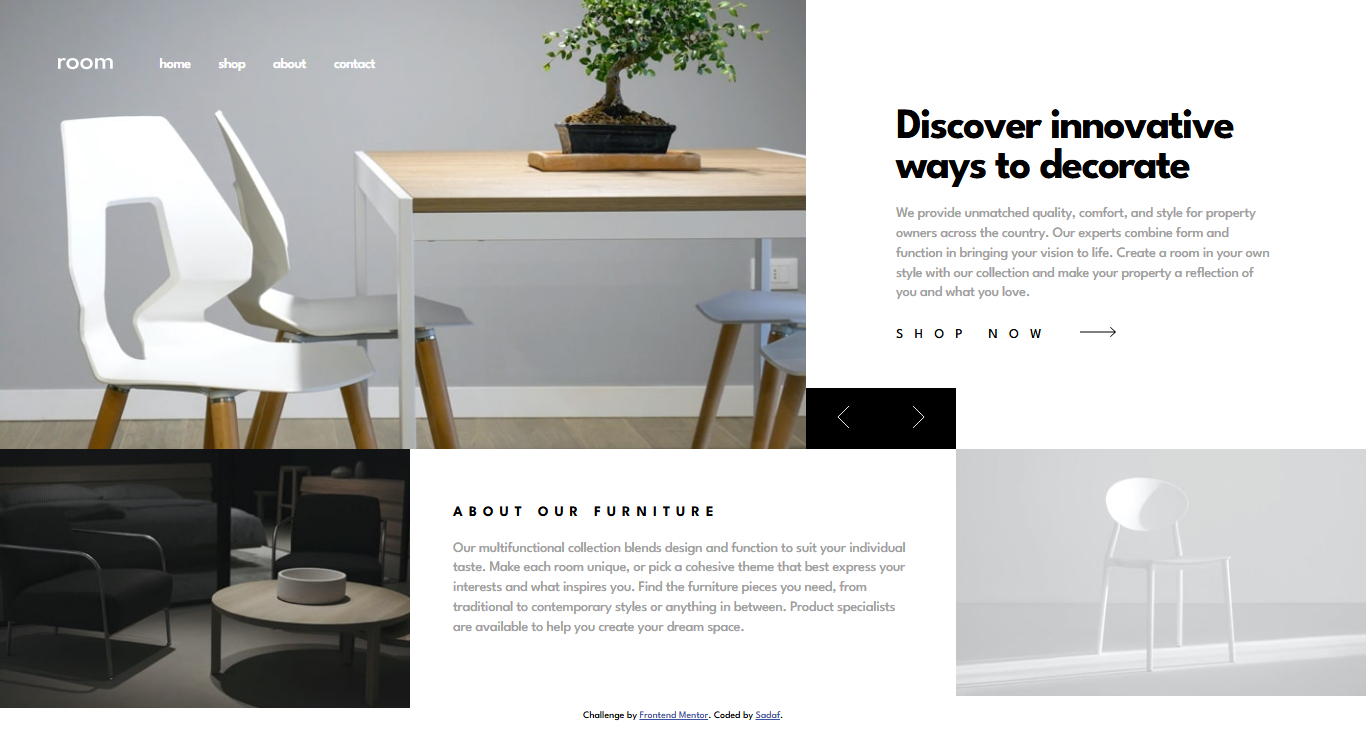 room home shop about contact
Discover innovative
ways to decorate
We provide unmatched quality, comfort, and style for property
owners across the country. Our experts combine form and
function in bringing your vision to life. Create a room in your own
style with our collection and make your property a reflection of
you and what you love.
SHOP NOW
ABOUT OUR FURNITURE
Our multifunctional collection blends design and function to suit your individual
taste. Make each room unique, or pick a cohesive theme that best express your
interests and what inspires you. Find the furniture pieces you need, from
traditional to contemporary styles or anything in between. Product specialists
are available to help you create your dream space.
Challenge by Frontend Mentor. Coded by Sadaf.